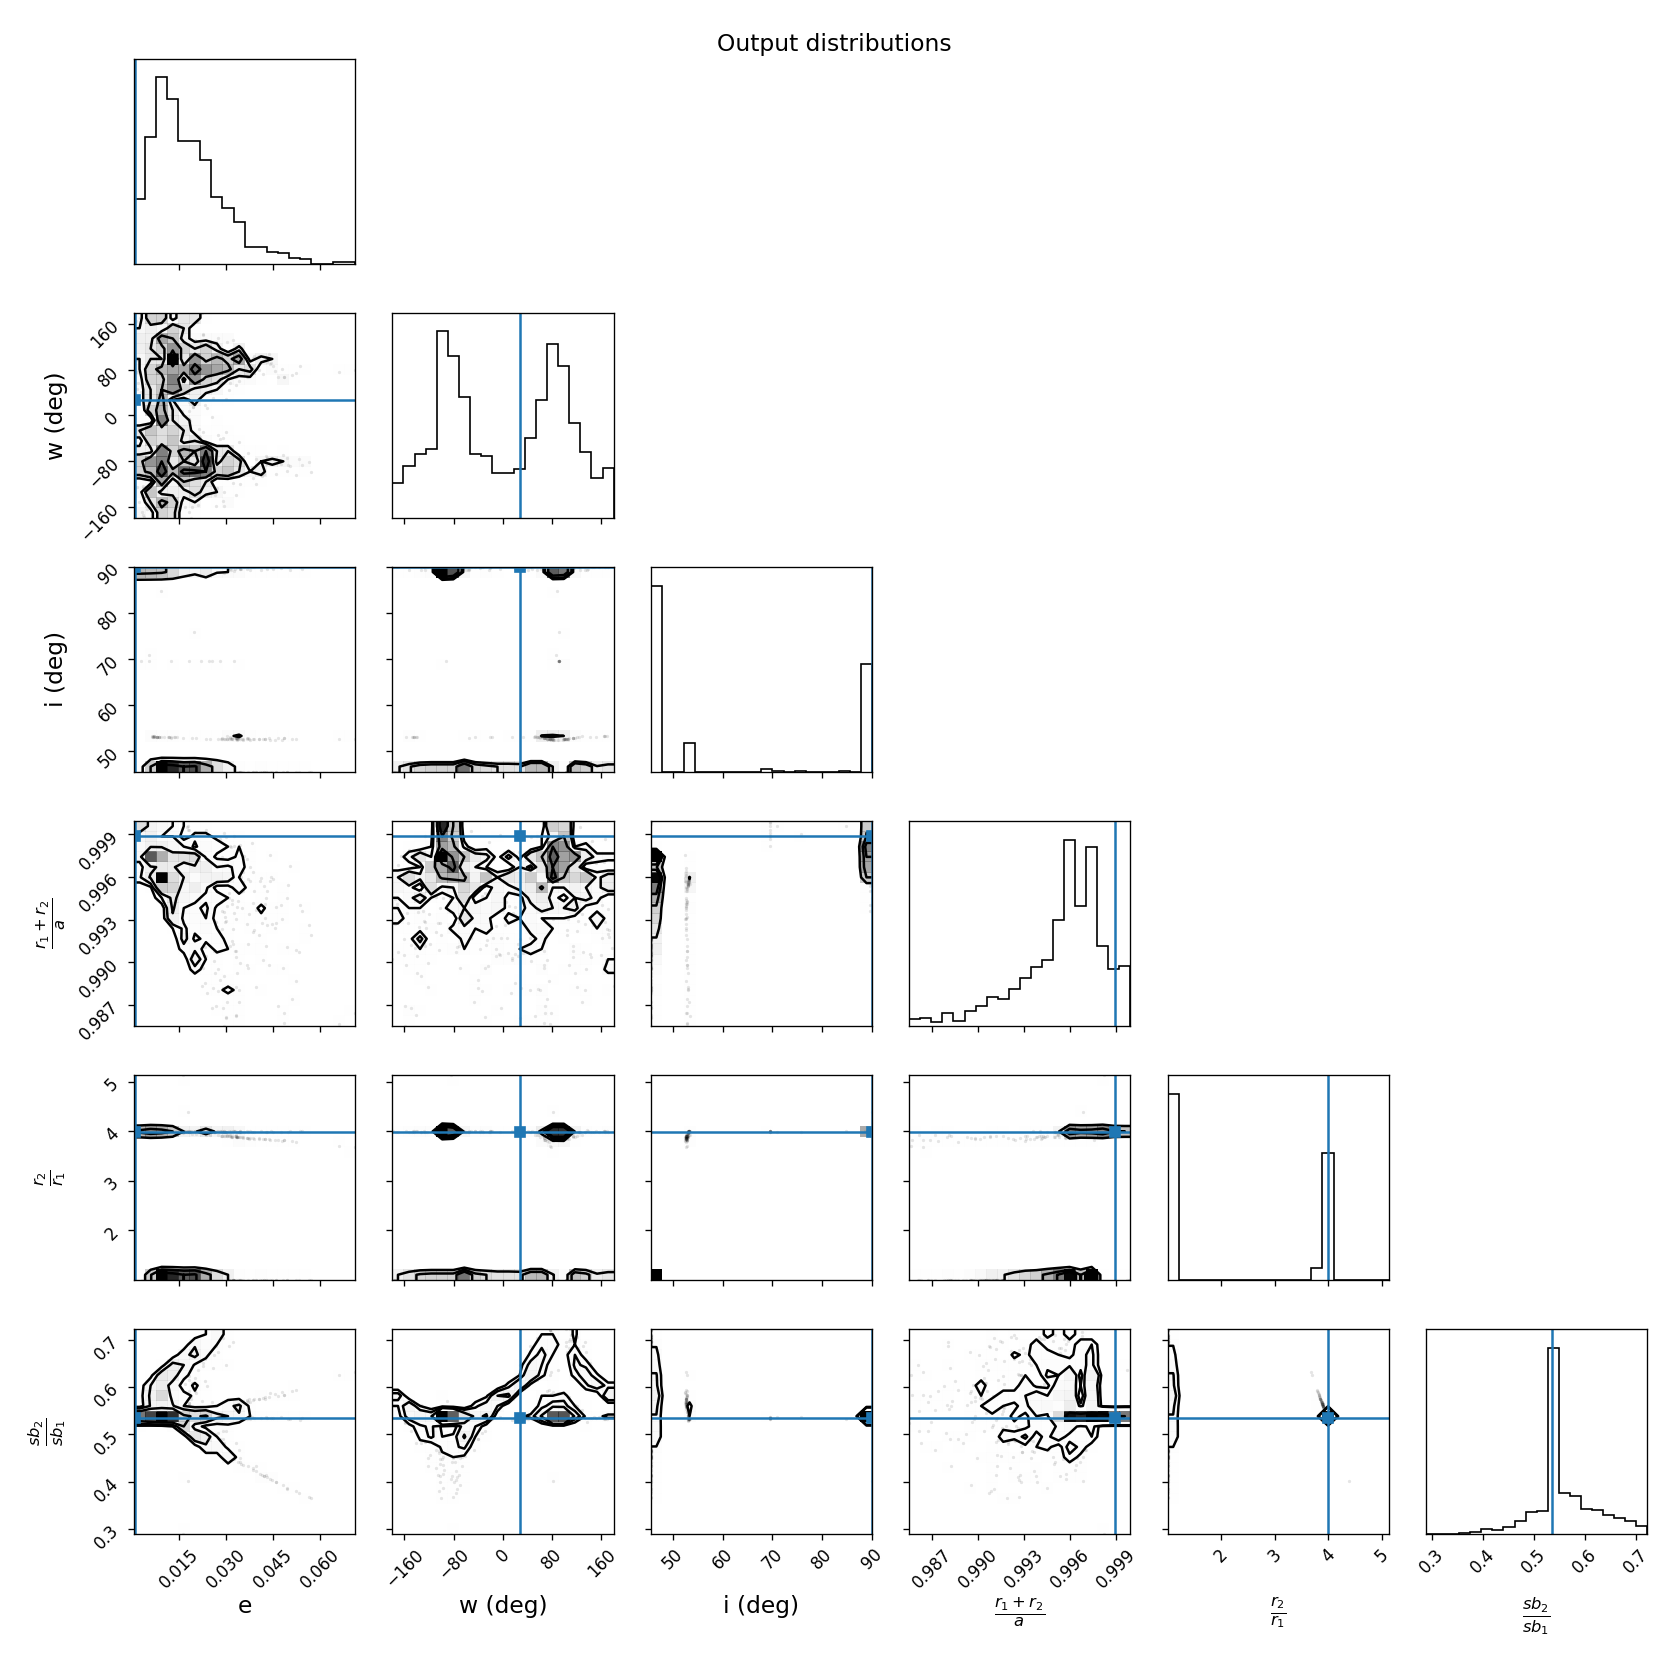 Output distributions
160
80
0
−80
−160
w (deg)
90
80
70
60
50
i (deg)
0.999
0.996
0.993
0.990
0.987
r₁ + r₂
a
5
4
3
2
r₂
r₁
0.7
0.6
0.5
0.4
0.3
sb₂
sb₁
0.015 0.030 0.045 0.060
−160 −80 0 80 160
50 60 70 80 90
0.987 0.990 0.993 0.996 0.999
2 3 4 5
0.3 0.4 0.5 0.6 0.7
e
w (deg)
i (deg)
r₁ + r₂
a
r₂
r₁
sb₂
sb₁